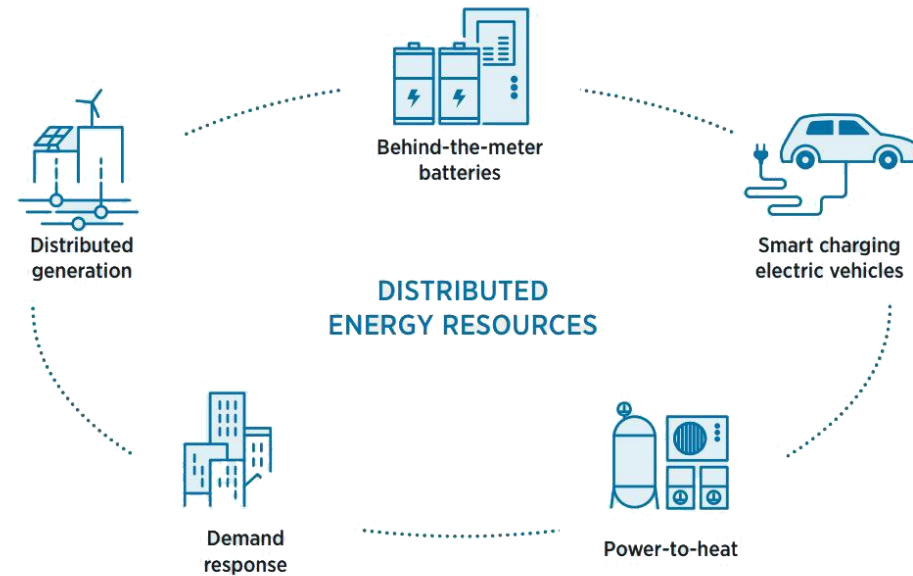 Behind-the-meter
batteries
Distributed
generation
Smart charging
electric vehicles
DISTRIBUTED
ENERGY RESOURCES
Demand
response
Power-to-heat